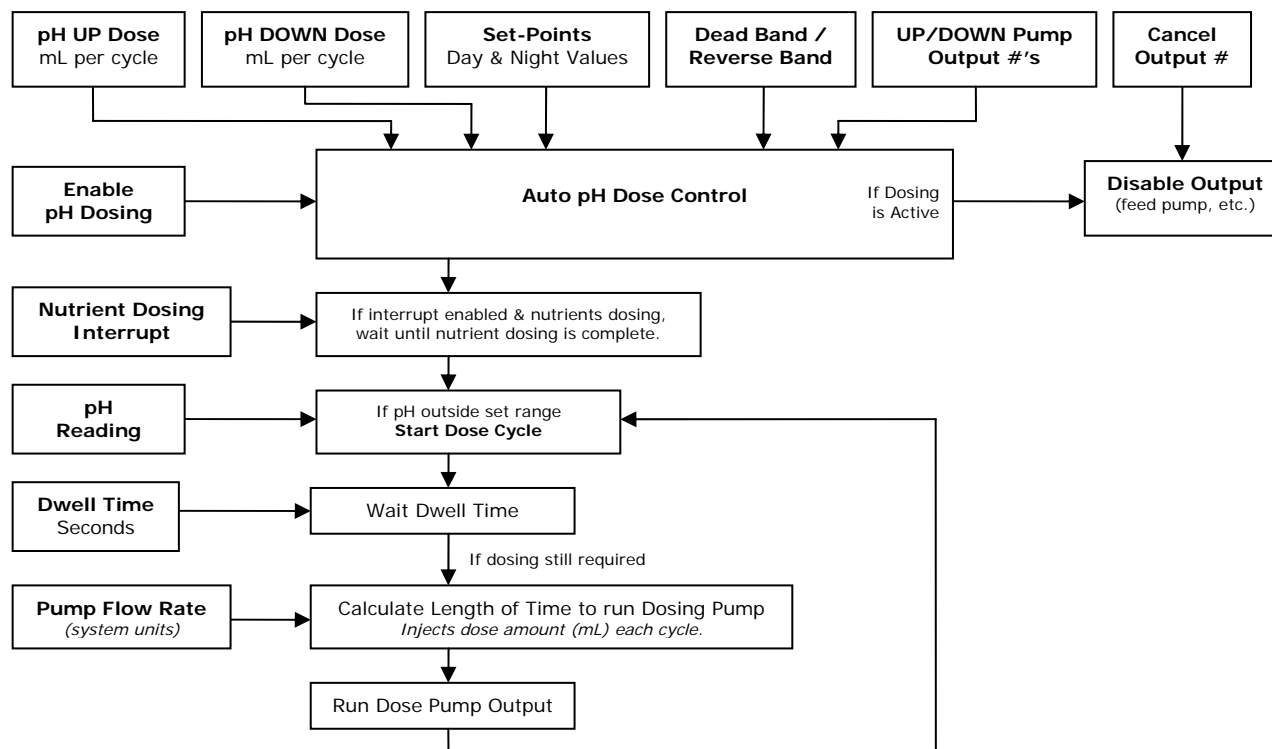 pH UP Dose
mL per cycle
pH DOWN Dose
mL per cycle
Set-Points
Day & Night Values
Dead Band /
Reverse Band
UP/DOWN Pump
Output #'s
Cancel
Output #
Enable
pH Dosing
Auto pH Dose Control
If Dosing
is Active
Disable Output
(feed pump, etc.)
Nutrient Dosing
Interrupt
If interrupt enabled & nutrients dosing,
wait until nutrient dosing is complete.
pH
Reading
If pH outside set range
Start Dose Cycle
Dwell Time
Seconds
Wait Dwell Time
If dosing still required
Pump Flow Rate
(system units)
Calculate Length of Time to run Dosing Pump
Injects dose amount (mL) each cycle.
Run Dose Pump Output